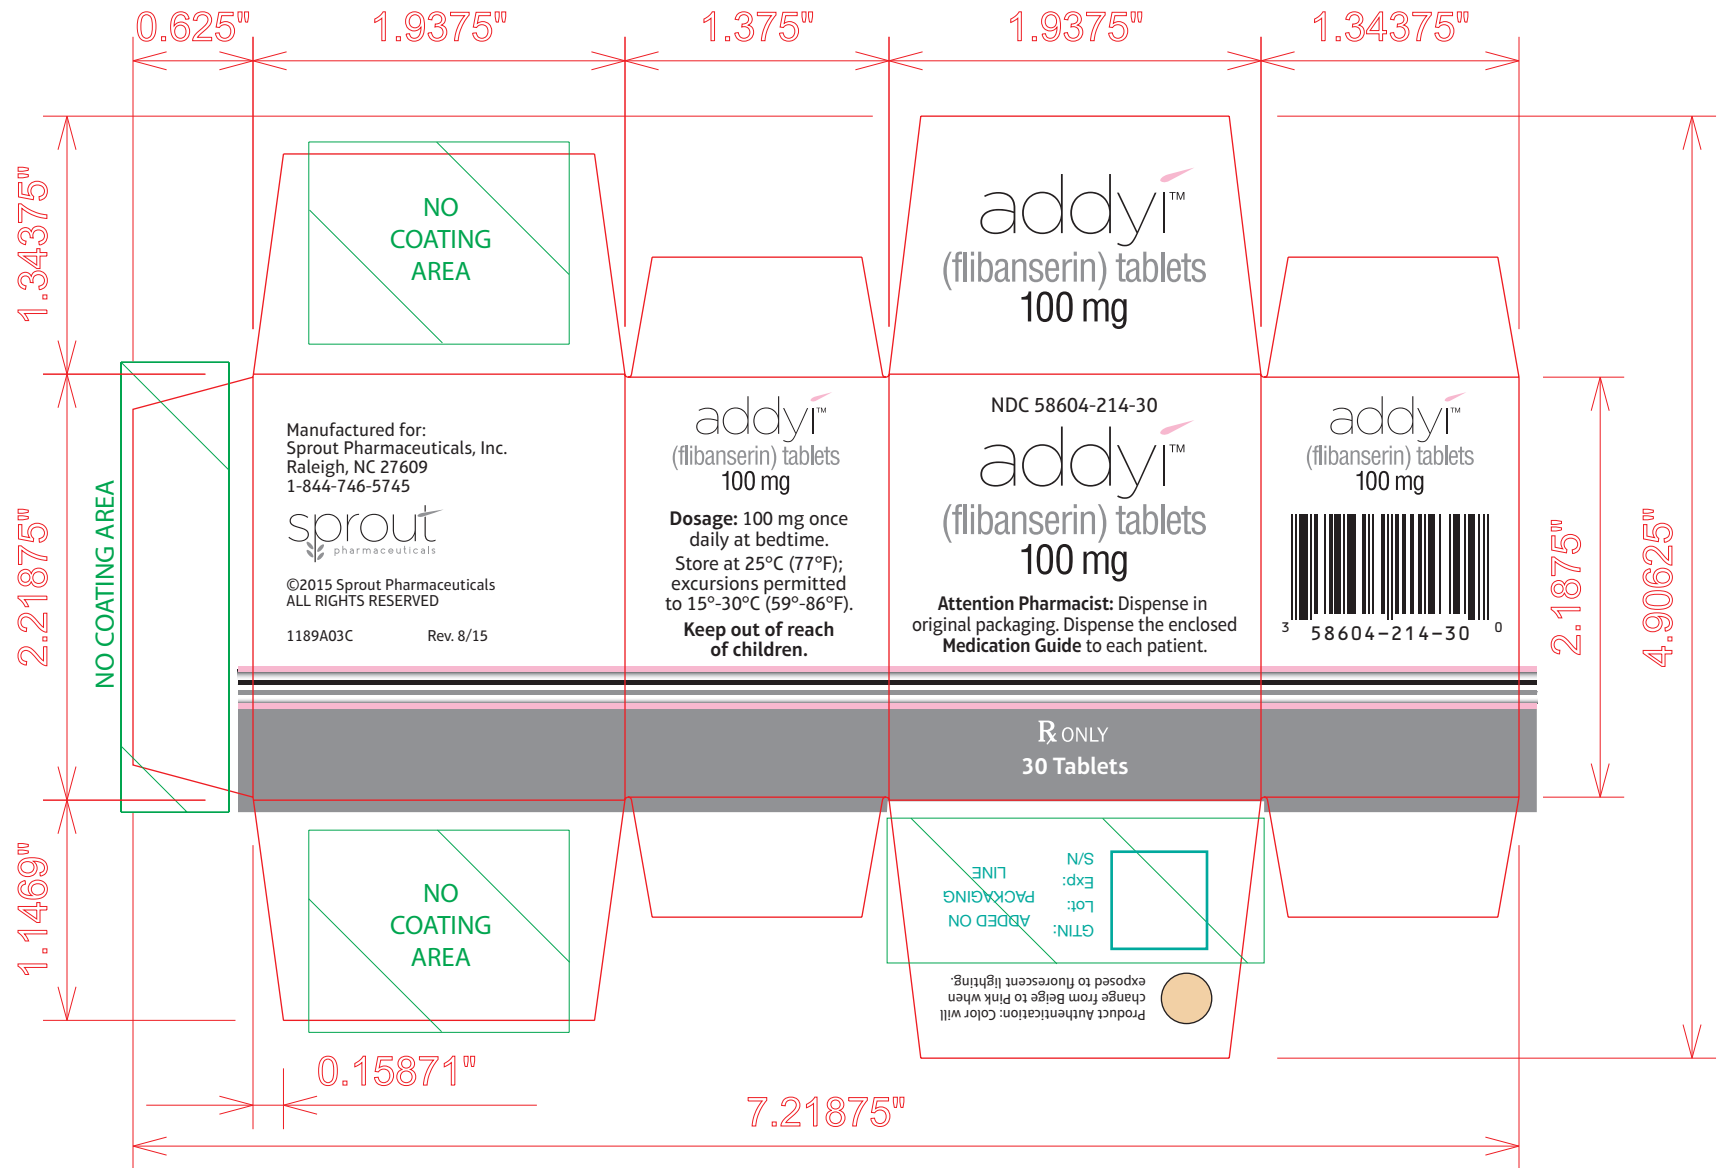 0.625"
1.9375"
1.375"
1.9375"
1.34375"
1.34375"
2.21875"
1.1469"
NO COATING AREA
NO
COATING
AREA
addyi™
(flibanserin) tablets
100 mg
Manufactured for:
Sprout Pharmaceuticals, Inc.
Raleigh, NC 27609
1-844-746-5745
sprout
pharmaceuticals
©2015 Sprout Pharmaceuticals
ALL RIGHTS RESERVED
1189A03C Rev. 8/15
addyi™
(flibanserin) tablets
100 mg
Dosage: 100 mg once
daily at bedtime.
Store at 25°C (77°F);
excursions permitted
to 15°-30°C (59°-86°F).
Keep out of reach
of children.
NDC 58604-214-30
addyi™
(flibanserin) tablets
100 mg
Attention Pharmacist: Dispense in
original packaging. Dispense the enclosed
Medication Guide to each patient.
℞ ONLY
30 Tablets
addyi™
(flibanserin) tablets
100 mg
3 58604-214-30 0
2.1875"
4.90625"
NO
COATING
AREA
GTIN:
Lot:
Exp:
S/N
ADDED ON
PACKAGING
LINE
Product Authentication: Color will
change from Beige to Pink when
exposed to fluorescent lighting.
0.15871"
7.21875"